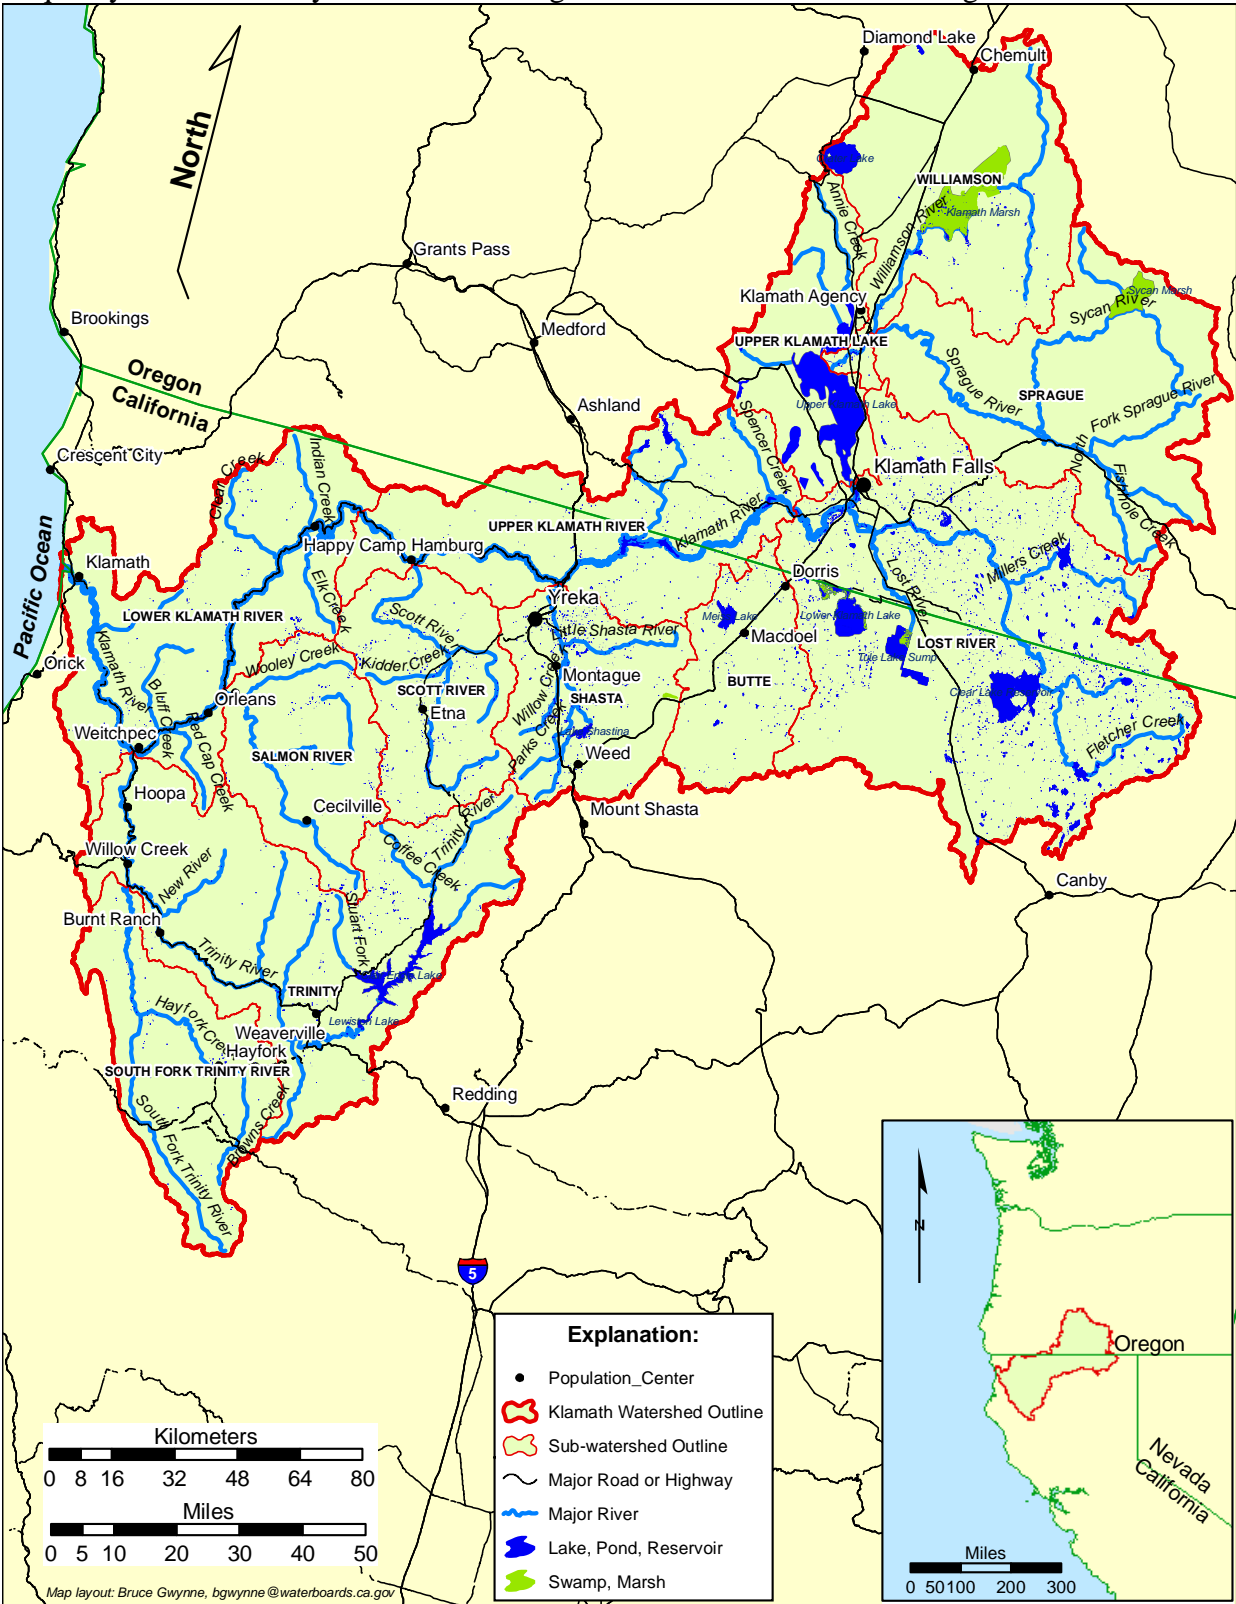 Diamond Lake
Chemult
North
WILLIAMSON
Klamath Marsh
Annie Creek
Williamson River
Grants Pass
Klamath Agency
Sycan Marsh
Sycan River
Brookings
Medford
UPPER KLAMATH LAKE
Oregon
California
Sprague River
SPRAGUE
North Fork Sprague River
Ashland
Upper Klamath Lake
Spencer Creek
Crescent City
Clear Creek
Indian Creek
Klamath Falls
Fishhole Creek
UPPER KLAMATH RIVER
Klamath River
Pacific Ocean
Klamath
Happy Camp
Hamburg
Elk Creek
Millers Creek
Dorris
Lost River
Yreka
LOWER KLAMATH RIVER
Scott River
Little Shasta River
Meiss Lake
Lower Klamath Lake
Macdoel
LOST RIVER
Tule Lake Sump
Orick
Klamath River
Wooley Creek
Kidder Creek
Montague
BUTTE
Clear Lake Reservoir
Bluff Creek
Orleans
SCOTT RIVER
Etna
Willow Creek
SHASTA
Weitchpec
Red Cap Creek
SALMON RIVER
Parks Creek
Lake Shastina
Weed
Fletcher Creek
Hoopa
Cecilville
Trinity River
Mount Shasta
Willow Creek
New River
Coffee Creek
Canby
Burnt Ranch
Stuart Fork
Trinity River
TRINITY
Lewiston Lake
Hayfork Creek
Weaverville
Hayfork
SOUTH FORK TRINITY RIVER
Redding
South Fork Trinity River
Browns Creek
5
N
Oregon
Nevada
California
Miles
0 50 100 200 300
Explanation:
Population_Center
Klamath Watershed Outline
Sub-watershed Outline
Major Road or Highway
Major River
Lake, Pond, Reservoir
Swamp, Marsh
Kilometers
0 8 16 32 48 64 80
Miles
0 5 10 20 30 40 50
Map layout: Bruce Gwynne, bgwynne@waterboards.ca.gov